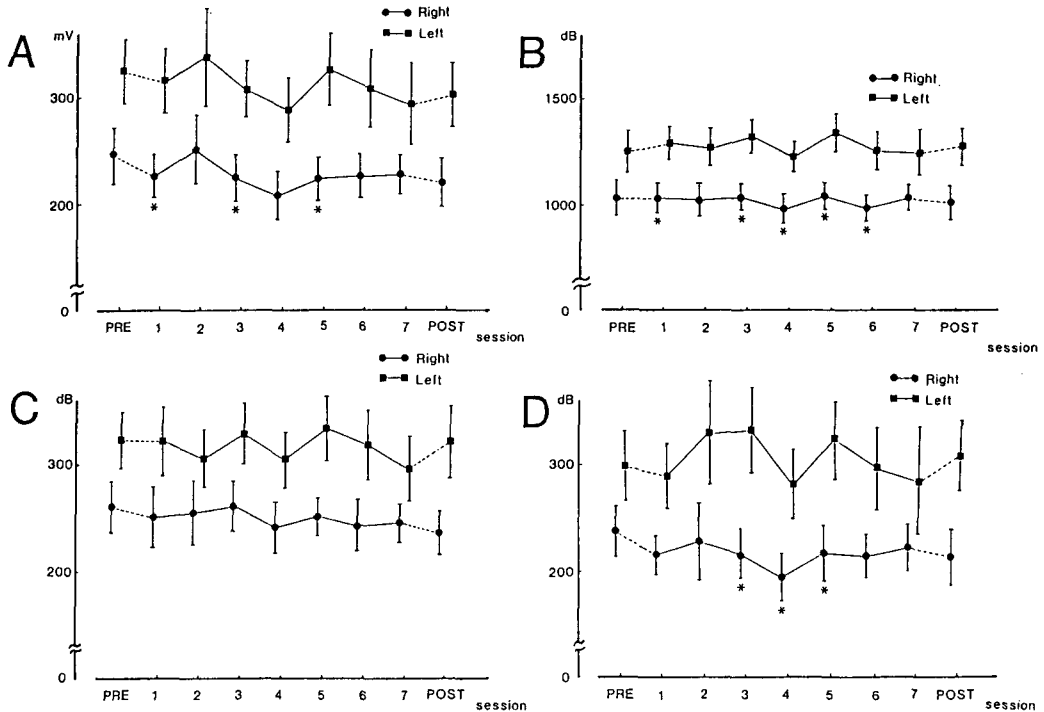 A
mV
Right
Left
300
200
0
*
*
*
PRE 1 2 3 4 5 6 7 POST
session
B
dB
Right
Left
1500
1000
0
*
*
*
*
*
PRE 1 2 3 4 5 6 7 POST
session
C
dB
Right
Left
300
200
0
PRE 1 2 3 4 5 6 7 POST
session
D
dB
Right
Left
300
200
0
*
*
*
PRE 1 2 3 4 5 6 7 POST
session